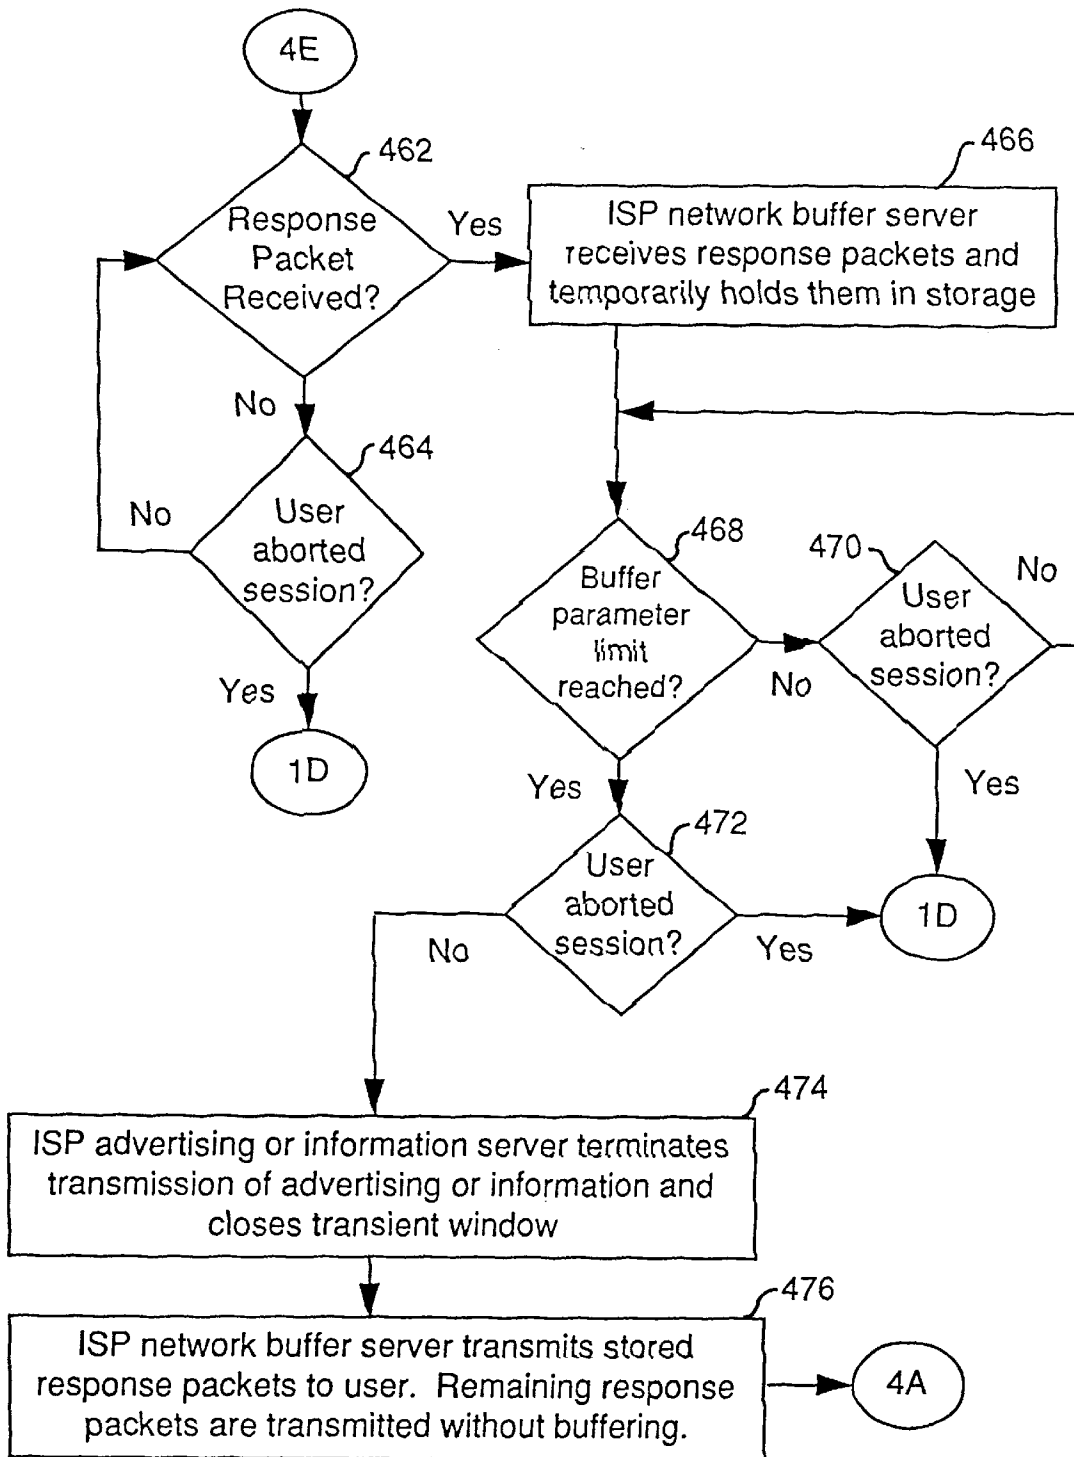 4E
462
Response
Packet
Received?
Yes
466
ISP network buffer server
receives response packets and
temporarily holds them in storage
No
464
User
aborted
session?
No
Yes
1D
468
Buffer
parameter
limit
reached?
No
470
User
aborted
session?
No
Yes
Yes
472
User
aborted
session?
No
Yes
1D
474
ISP advertising or information server terminates
transmission of advertising or information and
closes transient window
476
ISP network buffer server transmits stored
response packets to user. Remaining response
packets are transmitted without buffering.
4A